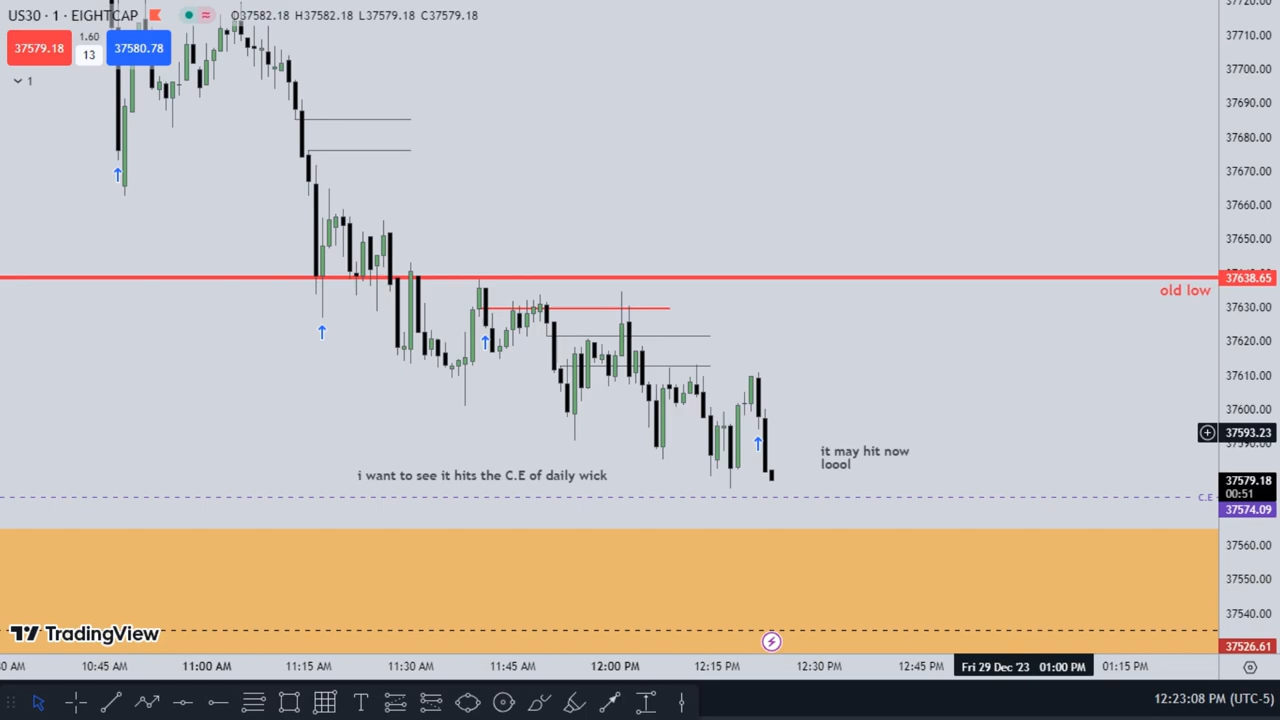 US30 · 1 · EIGHTCAP O37582.18 H37582.18 L37579.18 C37579.18
37579.18 1.60 13 37580.78
1
37720.00
37710.00
37700.00
37690.00
37680.00
37670.00
37660.00
37650.00
37638.65
old low
37630.00
37620.00
37610.00
37600.00
37593.23
it may hit now
loool
i want to see it hits the C.E of daily wick
37579.18
00:51
C.E
37574.09
37560.00
37550.00
37540.00
TradingView
37526.61
30 AM 10:45 AM 11:00 AM 11:15 AM 11:30 AM 11:45 AM 12:00 PM 12:15 PM 12:30 PM 12:45 PM Fri 29 Dec '23 01:00 PM 01:15 PM
T
12:23:08 PM (UTC-5)